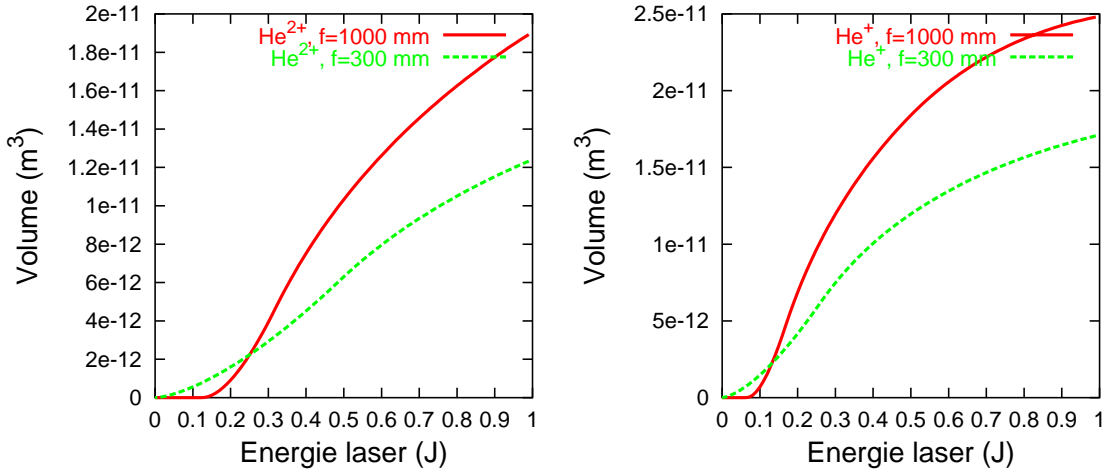 2e-11
1.8e-11
1.6e-11
1.4e-11
1.2e-11
1e-11
8e-12
6e-12
4e-12
2e-12
0
Volume (m³)
He²⁺, f=1000 mm
He²⁺, f=300 mm
0 0.1 0.2 0.3 0.4 0.5 0.6 0.7 0.8 0.9 1
Energie laser (J)
2.5e-11
2e-11
1.5e-11
1e-11
5e-12
0
Volume (m³)
He⁺, f=1000 mm
He⁺, f=300 mm
0 0.1 0.2 0.3 0.4 0.5 0.6 0.7 0.8 0.9 1
Energie laser (J)